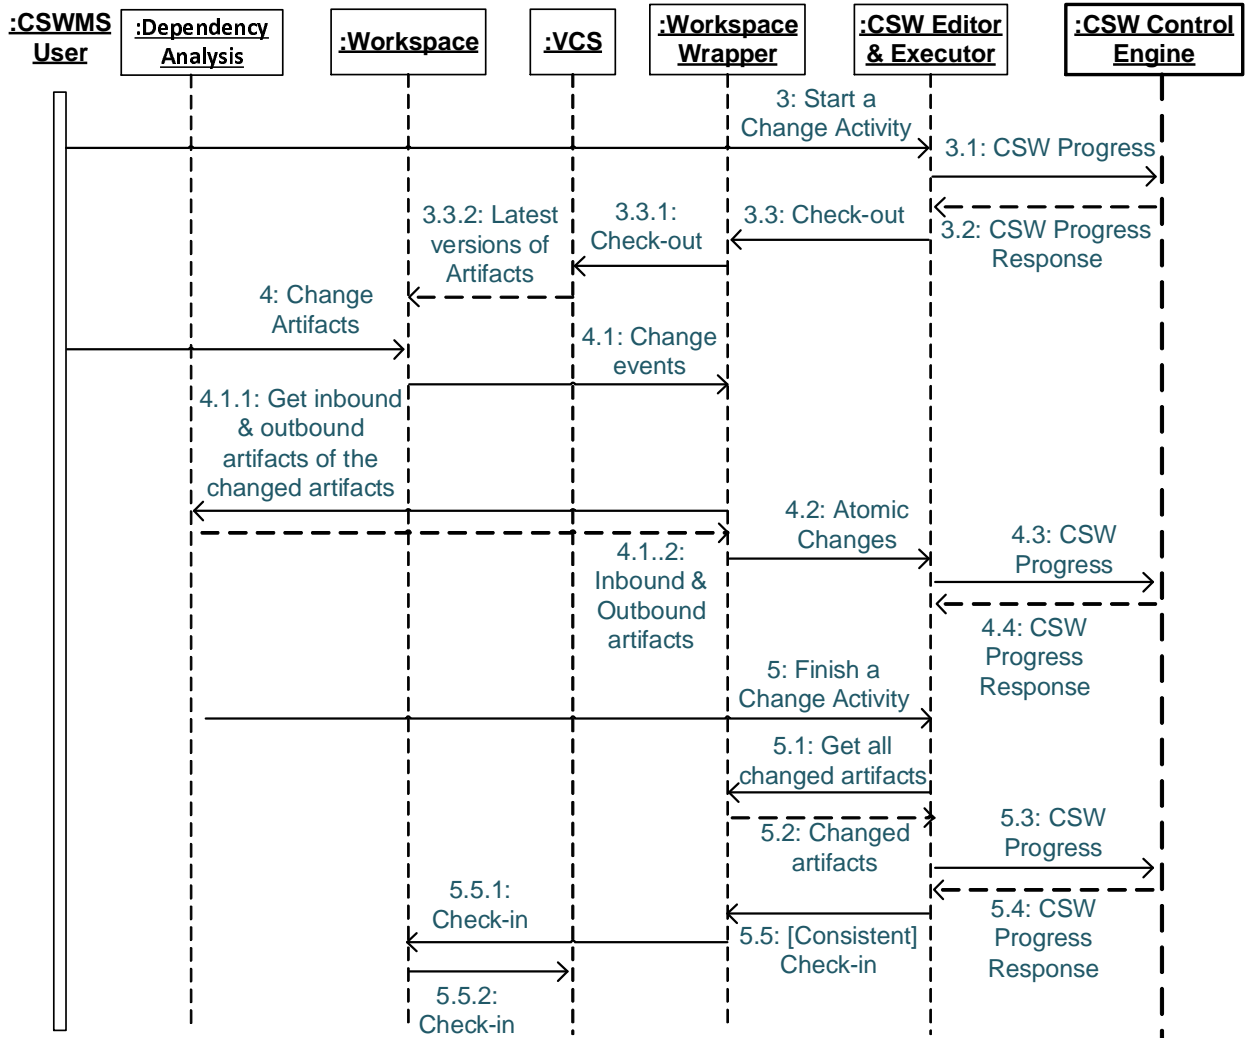 :CSWMS
User
:Dependency
Analysis
:Workspace
:VCS
:Workspace
Wrapper
:CSW Editor
& Executor
:CSW Control
Engine
3: Start a
Change Activity
3.1: CSW Progress
3.3.2: Latest
versions of
Artifacts
3.3.1:
Check-out
3.3: Check-out
3.2: CSW Progress
Response
4: Change
Artifacts
4.1: Change
events
4.1.1: Get inbound
& outbound
artifacts of the
changed artifacts
4.2: Atomic
Changes
4.3: CSW
Progress
4.1..2:
Inbound &
Outbound
artifacts
4.4: CSW
Progress
Response
5: Finish a
Change Activity
5.1: Get all
changed artifacts
5.2: Changed
artifacts
5.3: CSW
Progress
5.5.1:
Check-in
5.5: [Consistent]
Check-in
5.4: CSW
Progress
Response
5.5.2:
Check-in